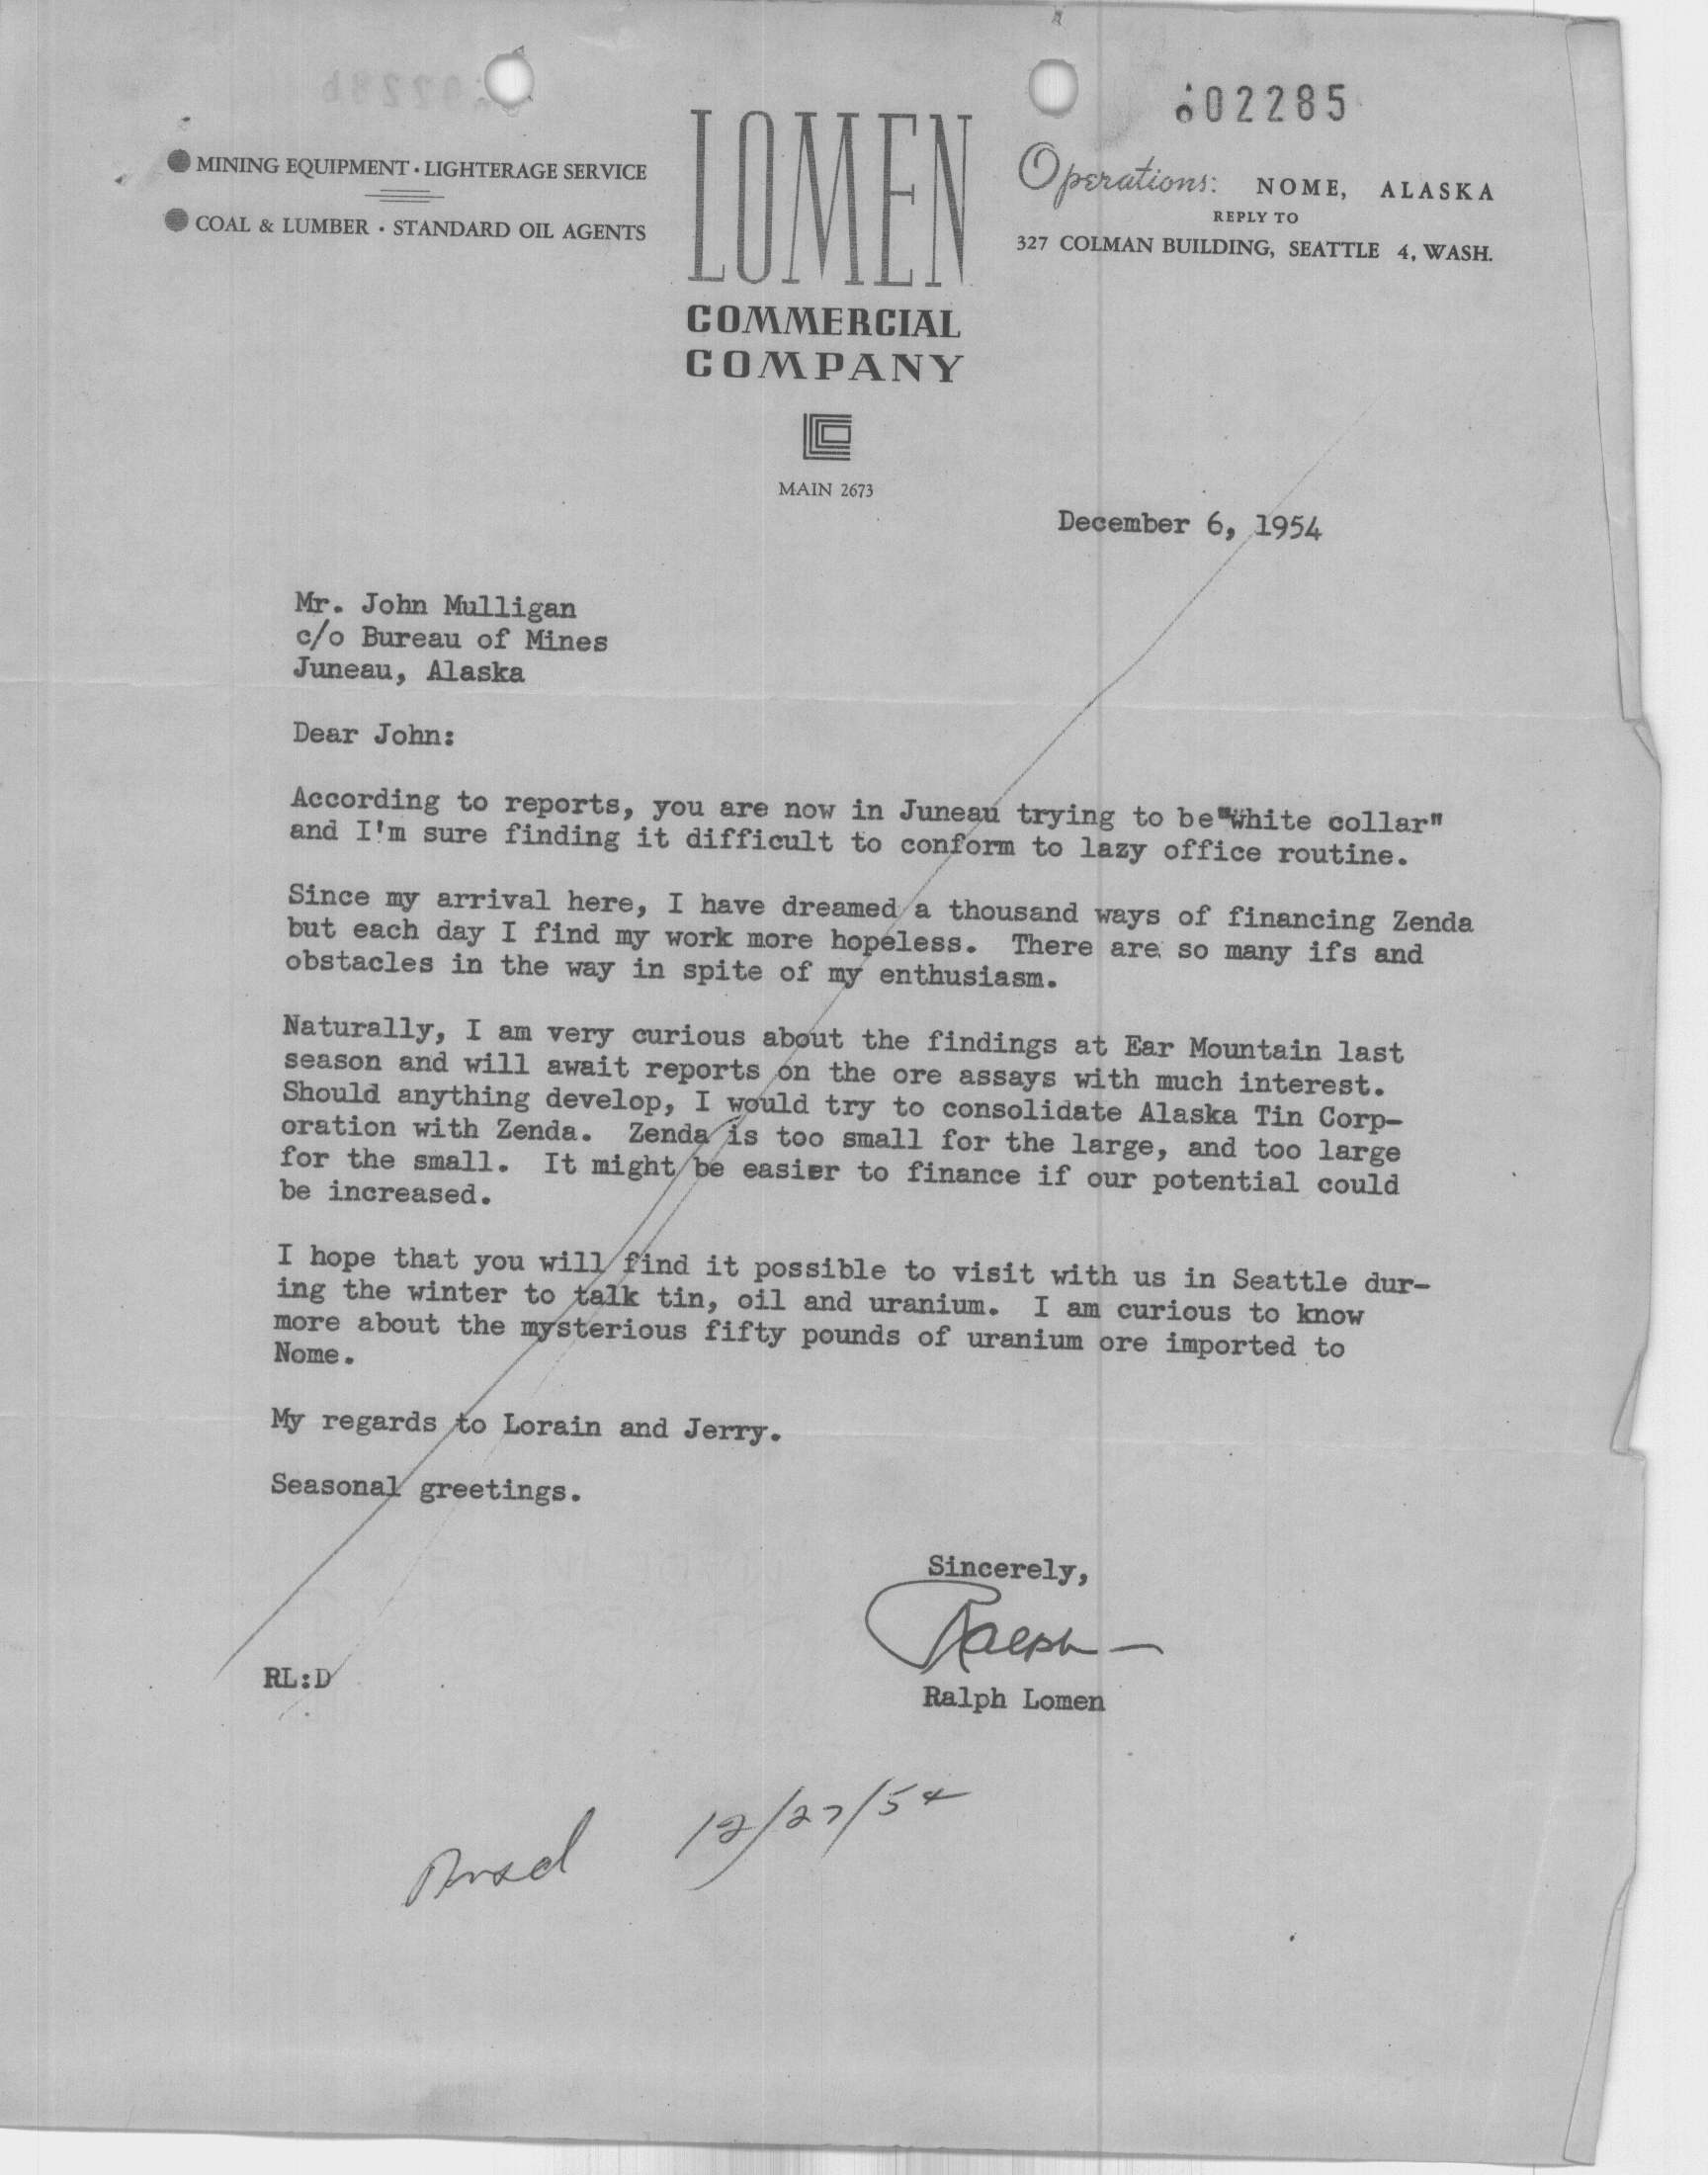 602285
MINING EQUIPMENT · LIGHTERAGE SERVICE
COAL & LUMBER · STANDARD OIL AGENTS
LOMEN
COMMERCIAL
COMPANY
MAIN 2673
Operations: NOME, ALASKA
REPLY TO
327 COLMAN BUILDING, SEATTLE 4, WASH.
December 6, 1954
Mr. John Mulligan
c/o Bureau of Mines
Juneau, Alaska
Dear John:
According to reports, you are now in Juneau trying to be "white collar"
and I'm sure finding it difficult to conform to lazy office routine.
Since my arrival here, I have dreamed a thousand ways of financing Zenda
but each day I find my work more hopeless. There are so many ifs and
obstacles in the way in spite of my enthusiasm.
Naturally, I am very curious about the findings at Ear Mountain last
season and will await reports on the ore assays with much interest.
Should anything develop, I would try to consolidate Alaska Tin Corp-
oration with Zenda. Zenda is too small for the large, and too large
for the small. It might be easier to finance if our potential could
be increased.
I hope that you will find it possible to visit with us in Seattle dur-
ing the winter to talk tin, oil and uranium. I am curious to know
more about the mysterious fifty pounds of uranium ore imported to
Nome.
My regards to Lorain and Jerry.
Seasonal greetings.
Sincerely,
Ralph
Ralph Lomen
RL:D
12/27/54